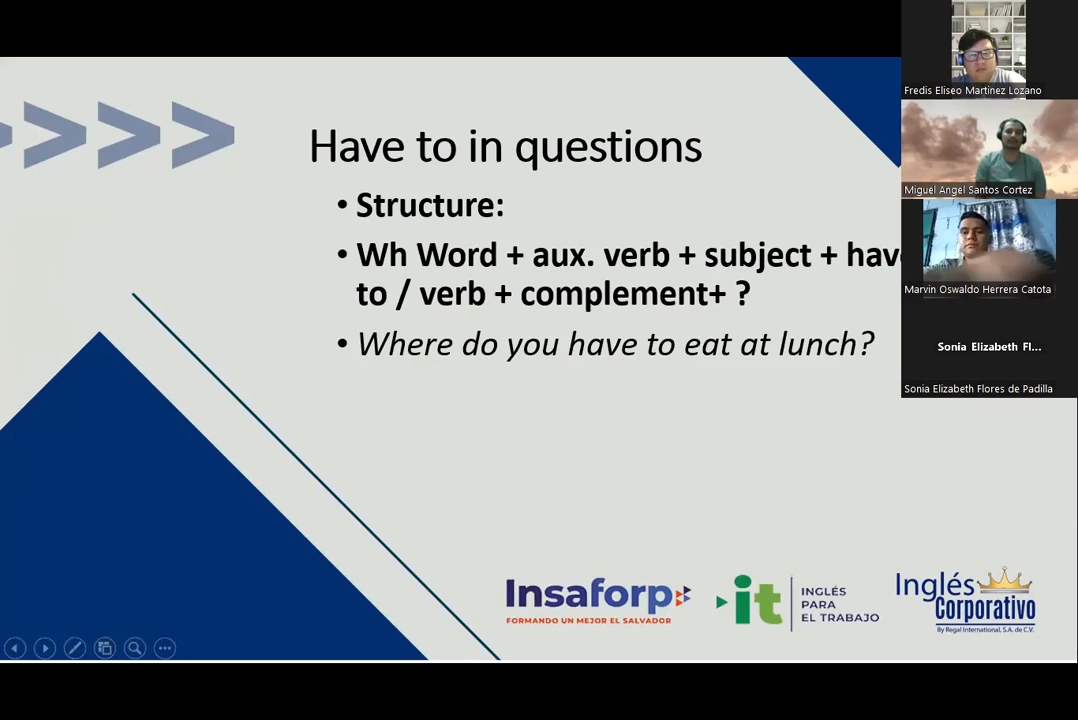 Have to in questions
• Structure:
• Wh Word + aux. verb + subject + hav
to / verb + complement+ ?
• Where do you have to eat at lunch?
Insaforp
FORMANDO UN MEJOR EL SALVADOR
it
INGLÉS
PARA
EL TRABAJO
Inglés
Corporativo
By Regal International, S.A. de C.V.
Fredis Eliseo Martinez Lozano
Miguel Angel Santos Cortez
Marvin Oswaldo Herrera Catota
Sonia Elizabeth Fl...
Sonia Elizabeth Flores de Padilla